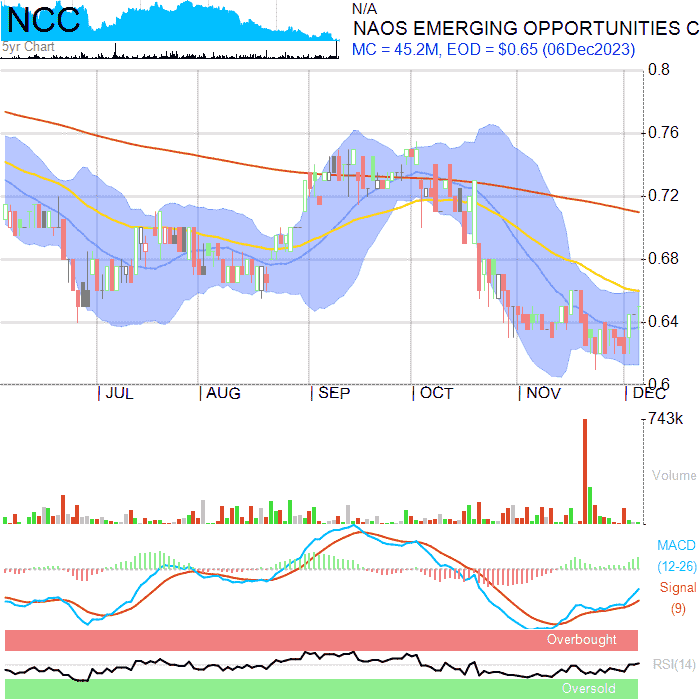 NCC
5yr Chart
N/A
NAOS EMERGING OPPORTUNITIES C
MC = 45.2M, EOD = $0.65 (06Dec2023)
0.8
0.76
0.72
0.68
0.64
0.6
JUL AUG SEP OCT NOV DEC
743k
Volume
MACD
(12-26)
Signal
(9)
Overbought
RSI(14)
Oversold